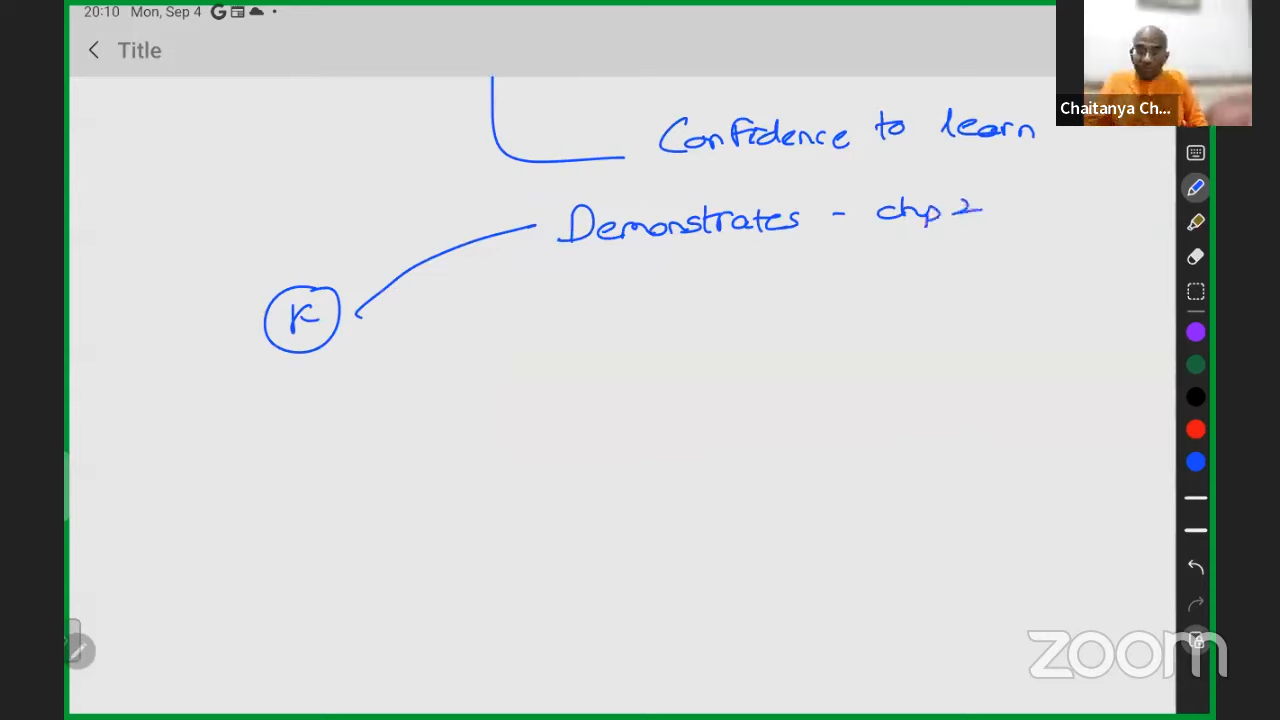 20:10 Mon, Sep 4 G
Title
Chaitanya Ch...
Confidence to learn
Demonstrates - chp 2
K
zoom